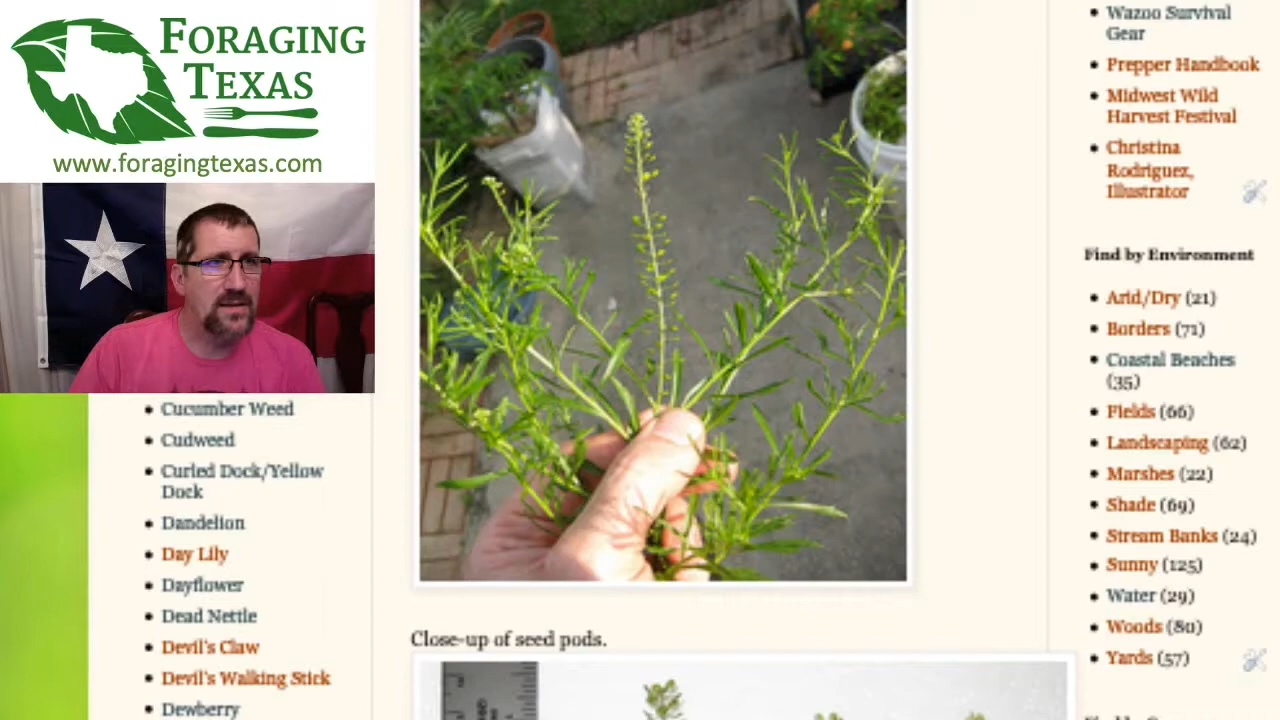 FORAGING
TEXAS
www.foragingtexas.com
Cucumber Weed
Cudweed
Curled Dock/Yellow
Dock
Dandelion
Day Lily
Dayflower
Dead Nettle
Devil's Claw
Devil's Walking Stick
Dewberry
Close-up of seed pods.
Wazoo Survival
Gear
Prepper Handbook
Midwest Wild
Harvest Festival
Christina
Rodriguez,
Illustrator
Find by Environment
Arid/Dry (21)
Borders (71)
Coastal Beaches
(35)
Fields (66)
Landscaping (62)
Marshes (22)
Shade (69)
Stream Banks (24)
Sunny (125)
Water (29)
Woods (80)
Yards (57)